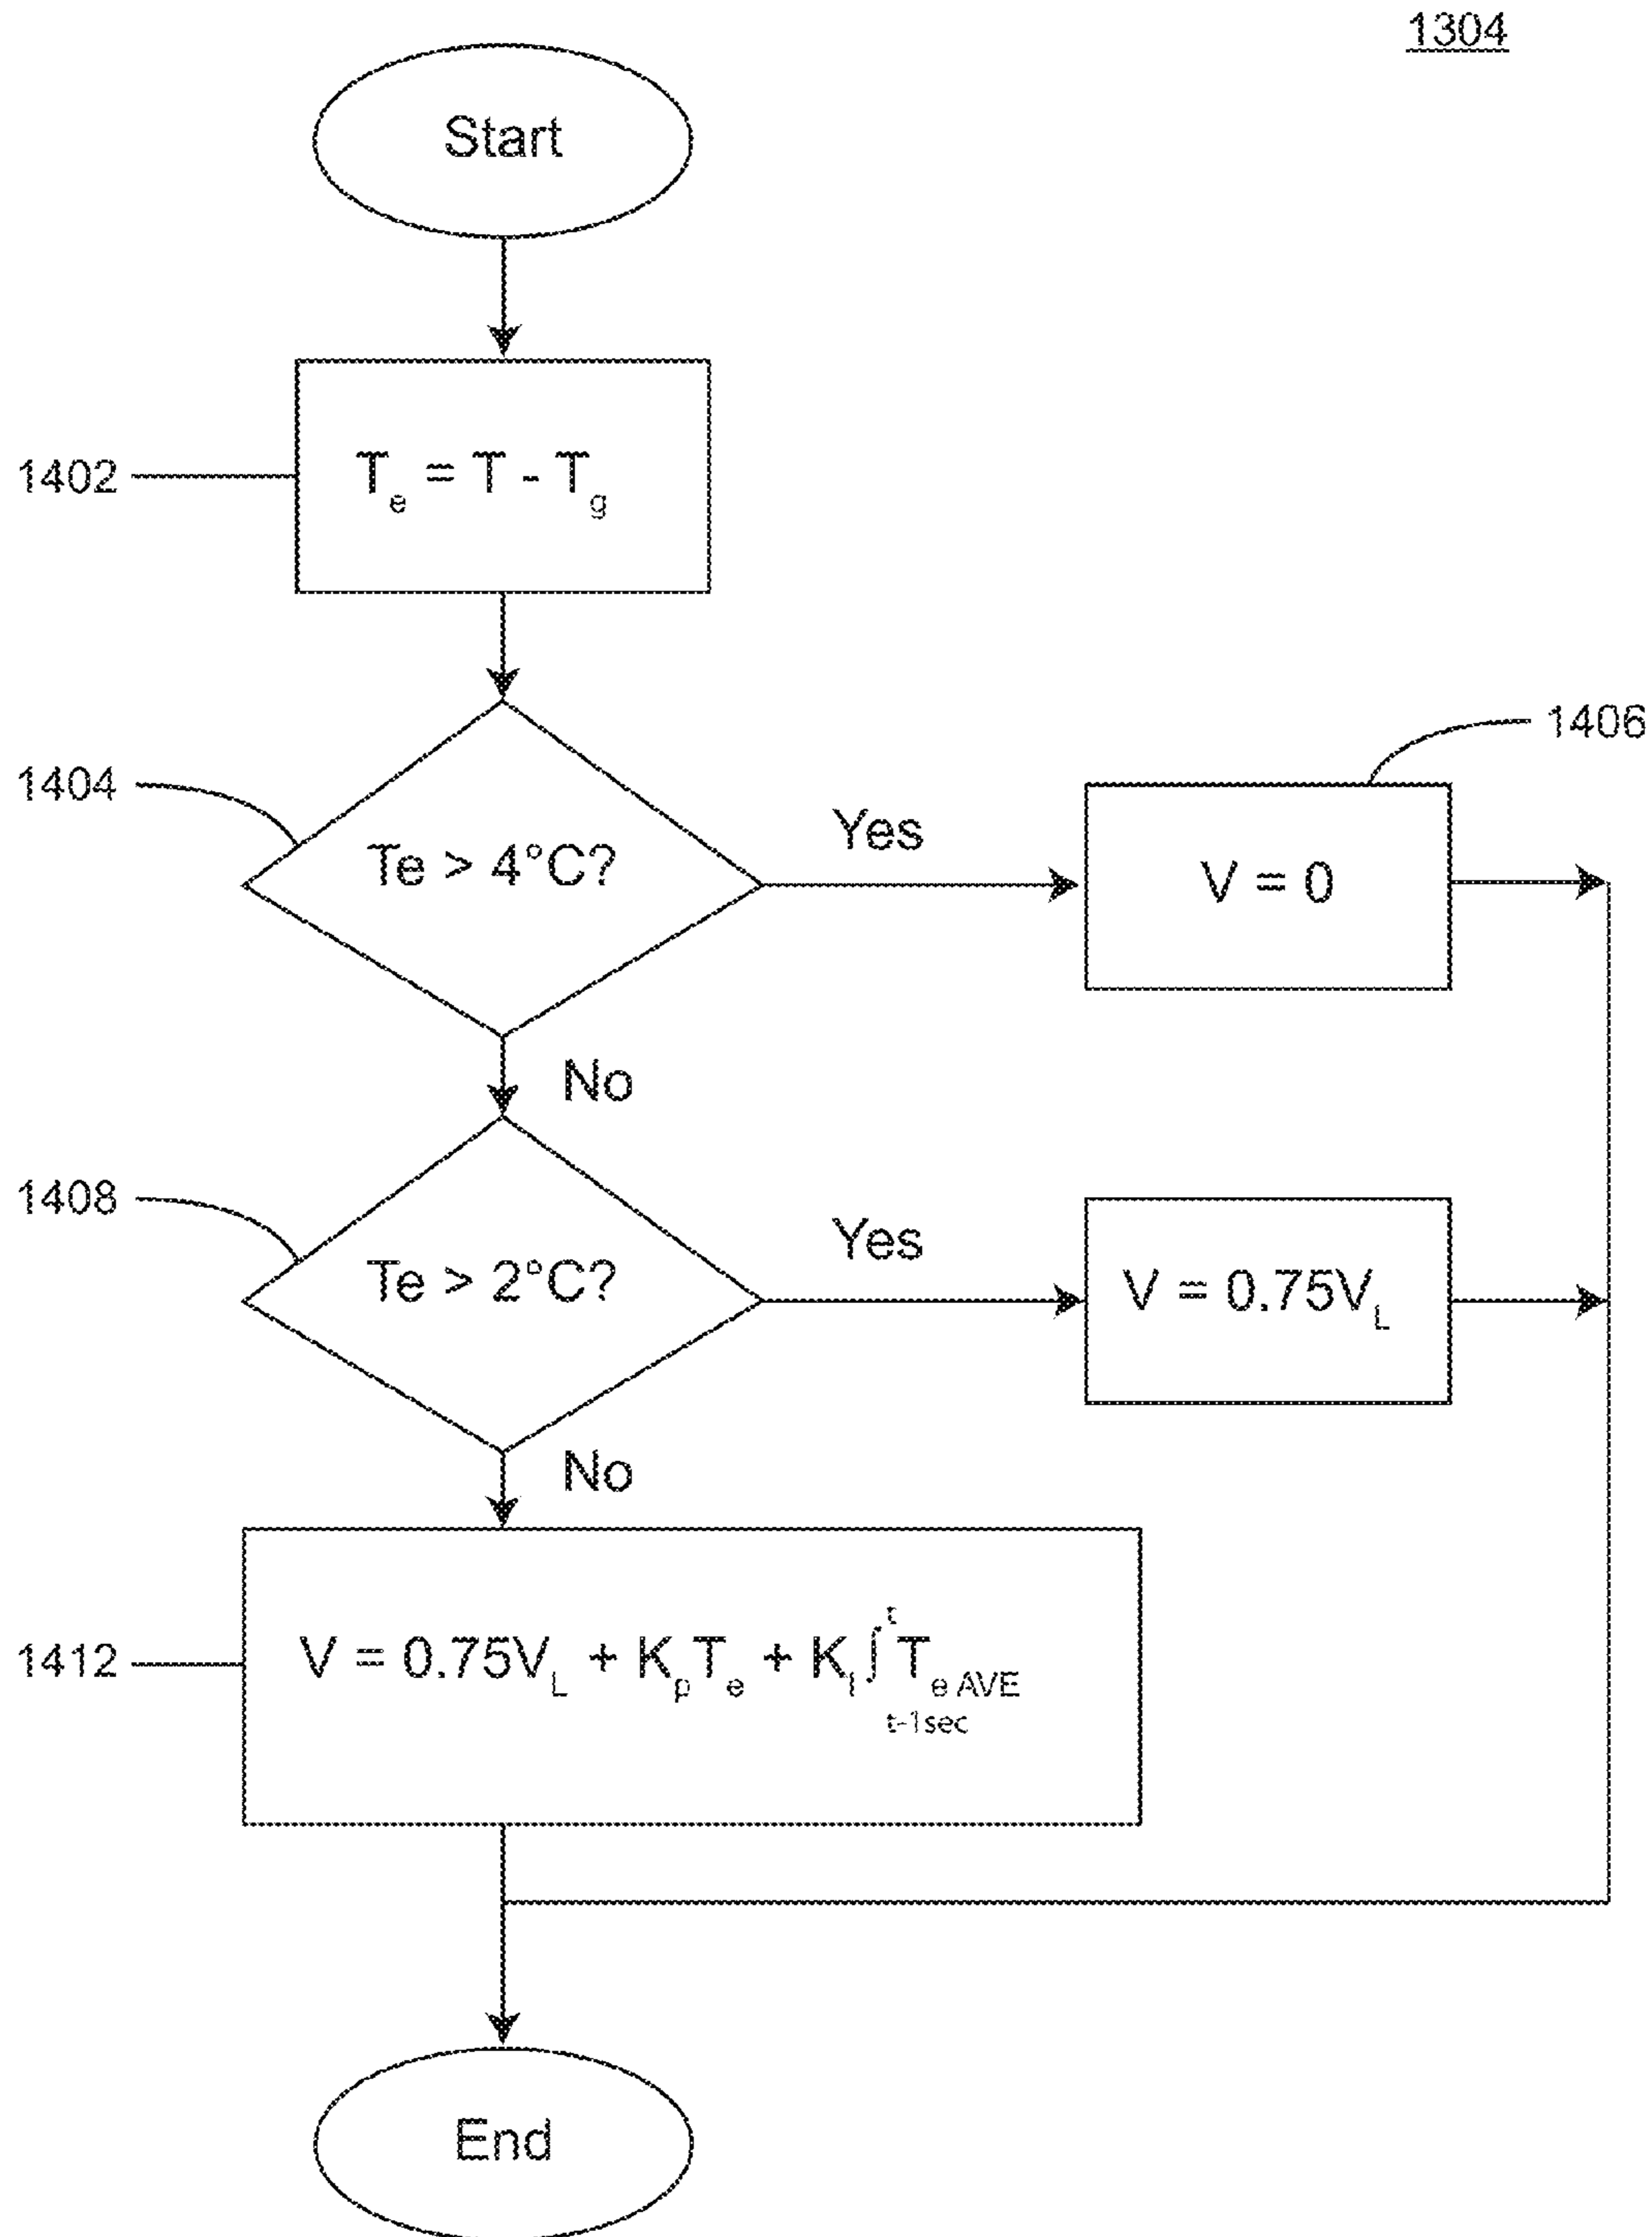 1304
Start
1402
Te = T - Tg
1404
Te > 4°C?
Yes
1406
V = 0
No
1408
Te > 2°C?
Yes
V = 0.75VL
No
1412
V = 0.75VL + KpTe + KI∫t-1sec^t Te AVE
End